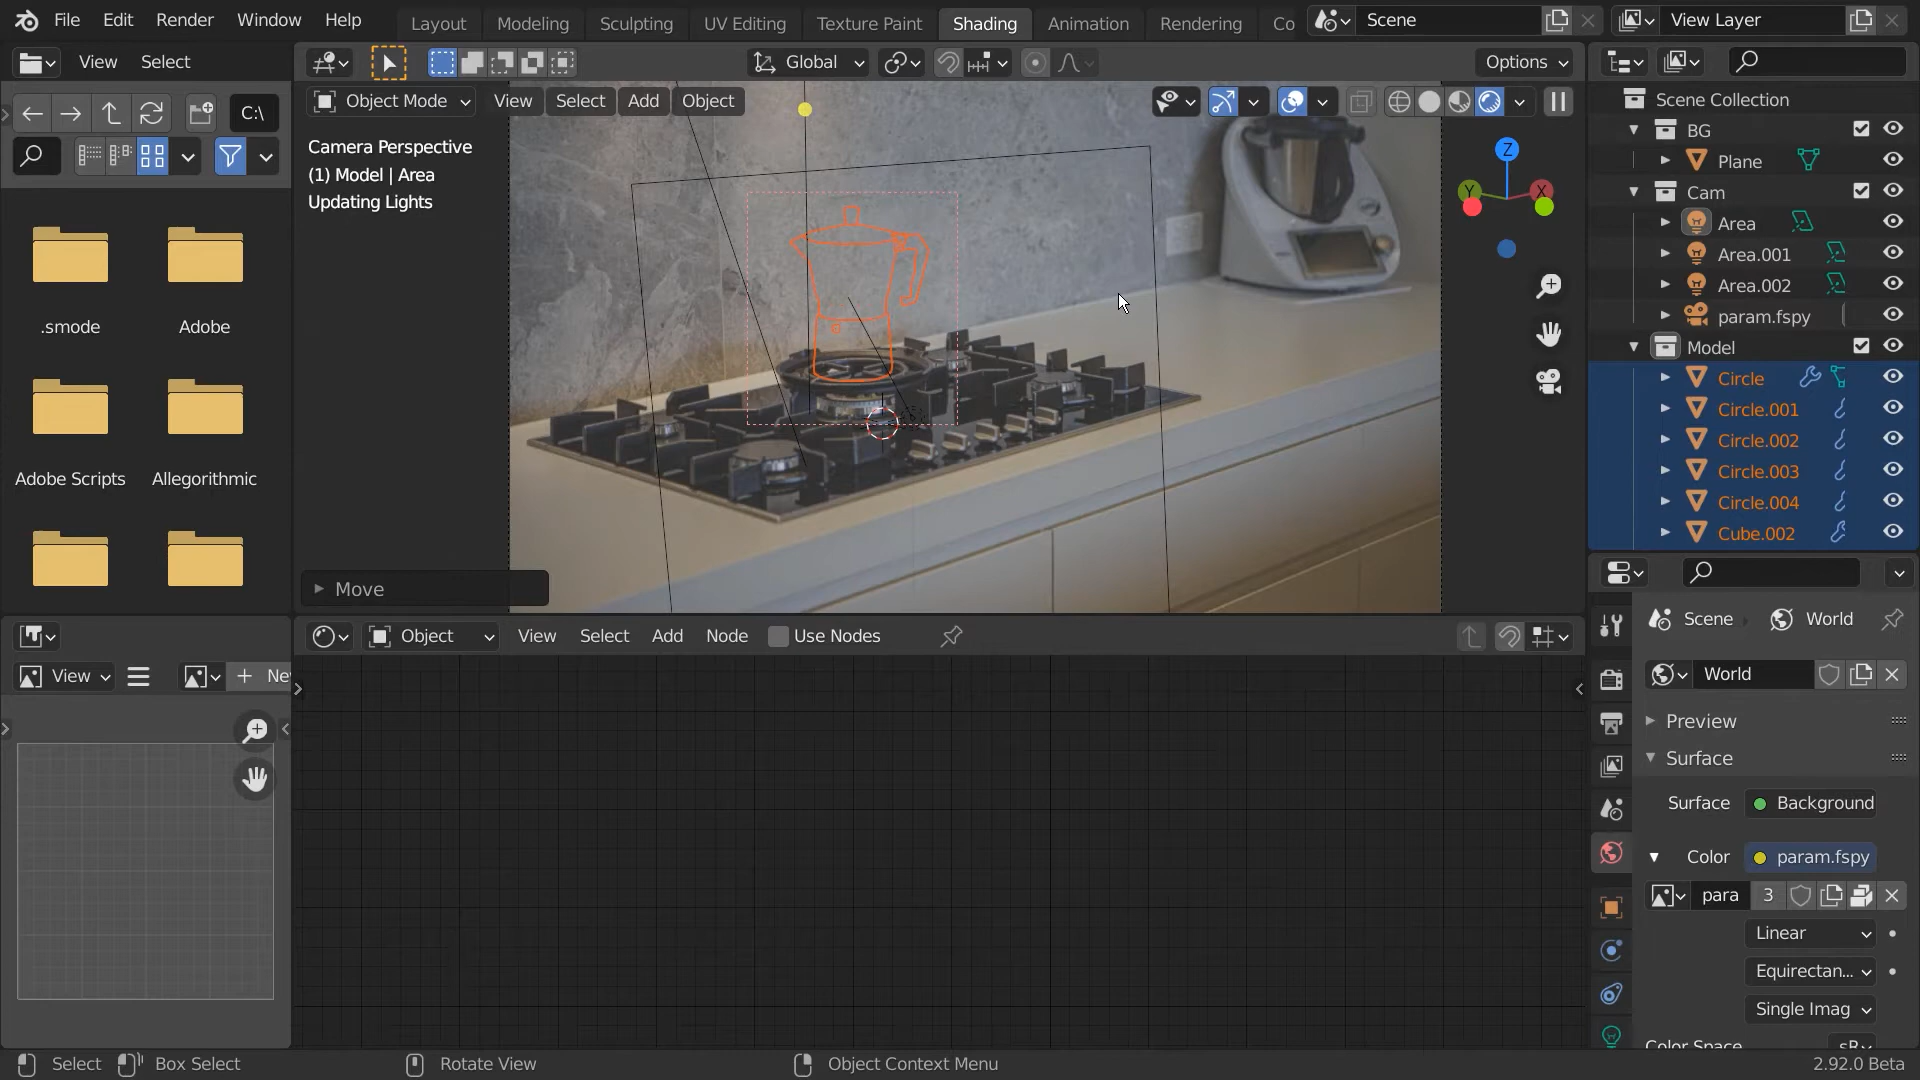 File Edit Render Window Help
Layout Modeling Sculpting UV Editing Texture Paint Shading Animation Rendering Co
Scene
View Layer
View Select
Global
Options
C:\
Object Mode View Select Add Object
Scene Collection
BG
Plane
Cam
Area
Area.001
Area.002
param.fspy
Model
Circle
Circle.001
Circle.002
Circle.003
Circle.004
Cube.002
Camera Perspective
(1) Model | Area
Updating Lights
Z
Y
X
.smode
Adobe
Adobe Scripts
Allegorithmic
Move
Object View Select Add Node Use Nodes
View
Ne
Scene World
World
Preview
Surface
Surface Background
Color param.fspy
para 3
Linear
Equirectan...
Single Imag
Color Space sR
Select Box Select Rotate View Object Context Menu 2.92.0 Beta